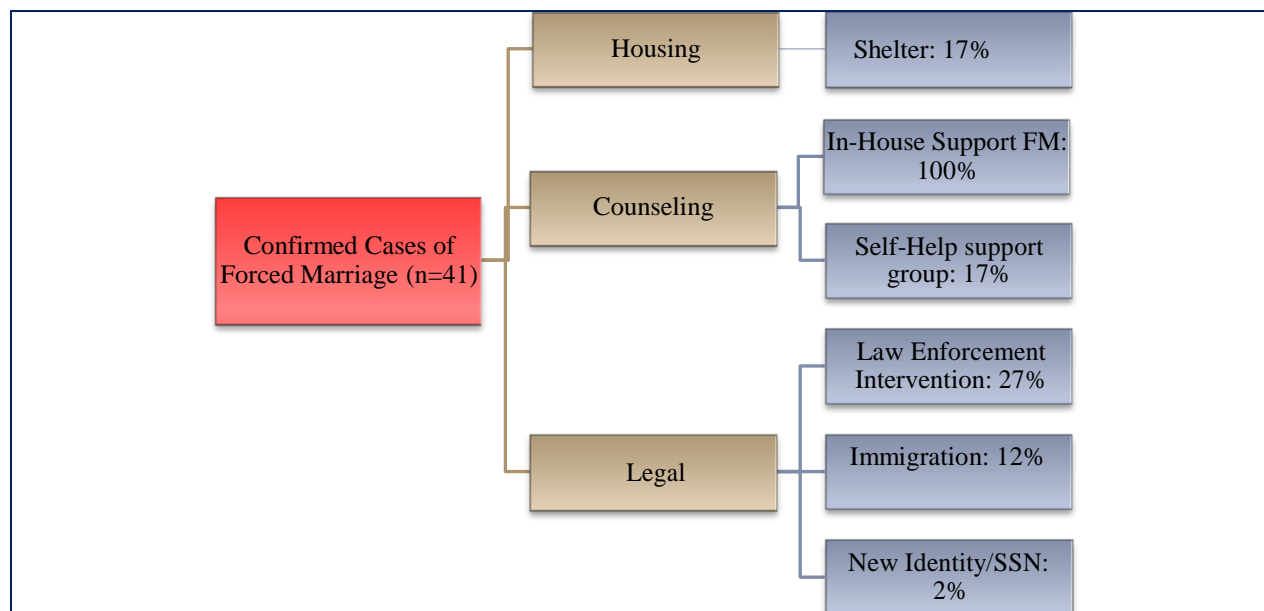 Housing
Shelter: 17%
In-House Support FM:
100%
Counseling
Confirmed Cases of
Forced Marriage (n=41)
Self-Help support
group: 17%
Law Enforcement
Intervention: 27%
Legal
Immigration: 12%
New Identity/SSN:
2%